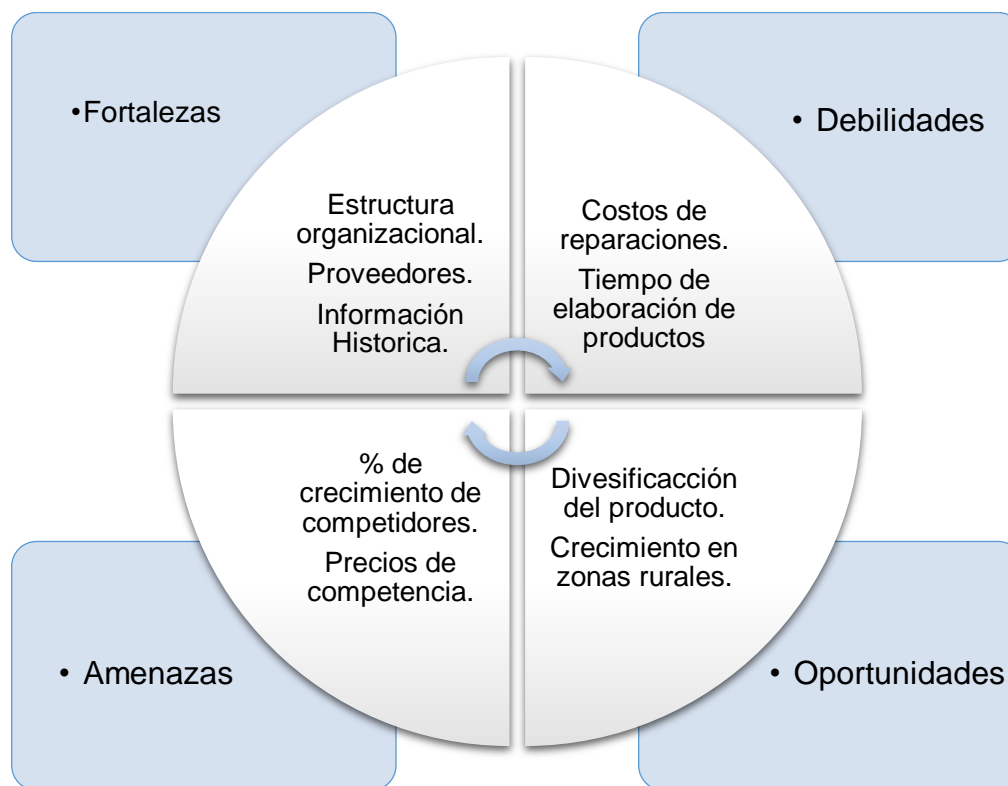 •Fortalezas
Estructura
organizacional.
Proveedores.
Información
Historica.
• Debilidades
Costos de
reparaciones.
Tiempo de
elaboración de
productos
% de
crecimiento de
competidores.
Precios de
competencia.
• Amenazas
Divesificacción
del producto.
Crecimiento en
zonas rurales.
• Oportunidades